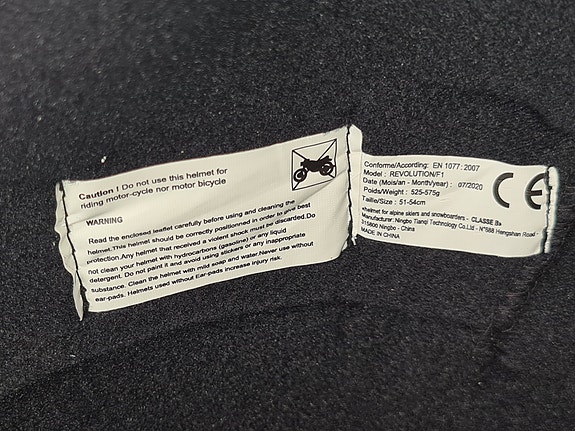 Caution ! Do not use this helmet for
riding motor-cycle nor motor bicycle
WARNING
Read the enclosed leaflet carefully before using and cleaning the
helmet.This helmet should be correctly positionned in order to give best
protection.Any helmet that received a violent shock must be discarded.Do
not clean your helmet with hydrocarbons (gasoline) or any liquid
detergent. Do not paint it and avoid using stickers or any inappropriate
substance. Clean the helmet with mild soap and water.Never use without
ear-pads. Helmets used without Ear-pads increase injury risk.
Conforme/According: EN 1077: 2007
Model : REVOLUTION/F1
Date (Mois/an - Month/year) : 07/2020
Poids/Weight: 525-575g
Taille/Size : 51-54cm
Helmet for alpine skiers and snowboarders - CLASSE B
Manufacturer: Ningbo Tianqi Technology Co.,Ltd - N°588 Hengshan Road -
315800 Ningbo - China
MADE IN CHINA
CE